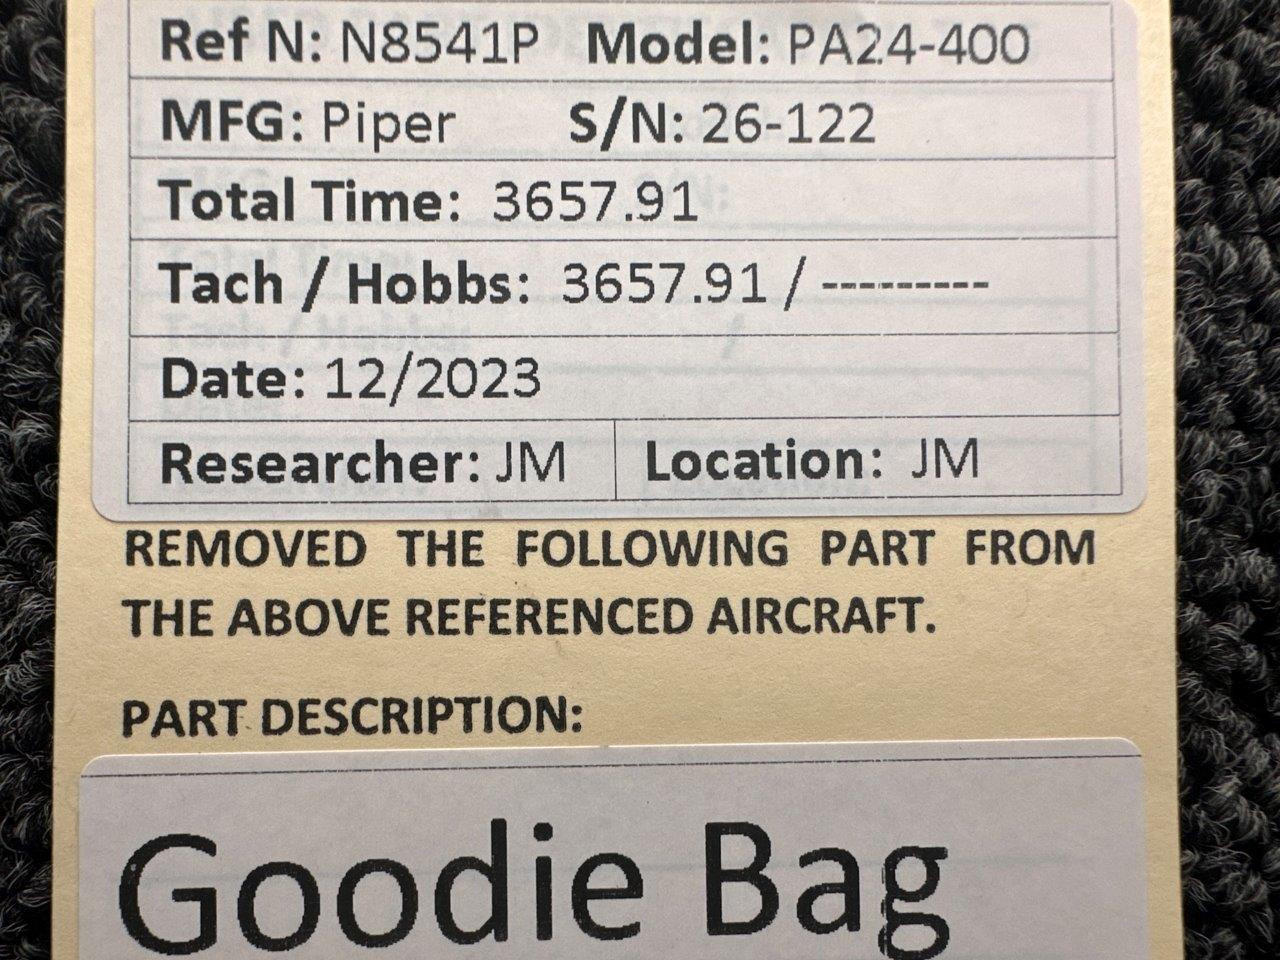 Ref N: N8541P Model: PA24-400
MFG: Piper S/N: 26-122
Total Time: 3657.91
Tach / Hobbs: 3657.91 / ---------
Date: 12/2023
Researcher: JM Location: JM
REMOVED THE FOLLOWING PART FROM
THE ABOVE REFERENCED AIRCRAFT.
PART DESCRIPTION:
Goodie Bag